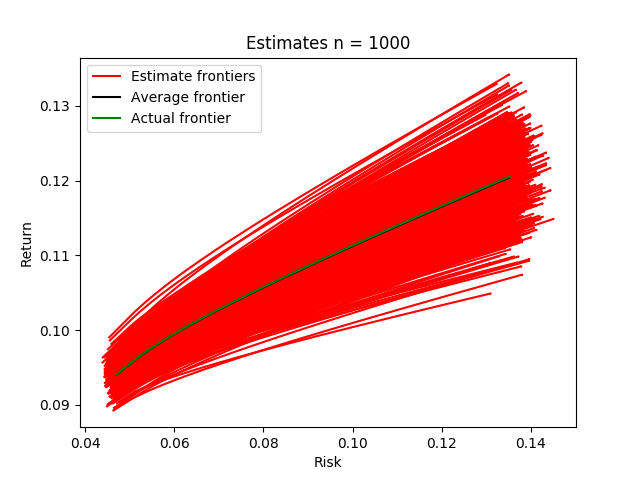 Estimates n = 1000
Estimate frontiers
Average frontier
Actual frontier
0.13
0.12
0.11
0.10
0.09
Return
0.04 0.06 0.08 0.10 0.12 0.14
Risk